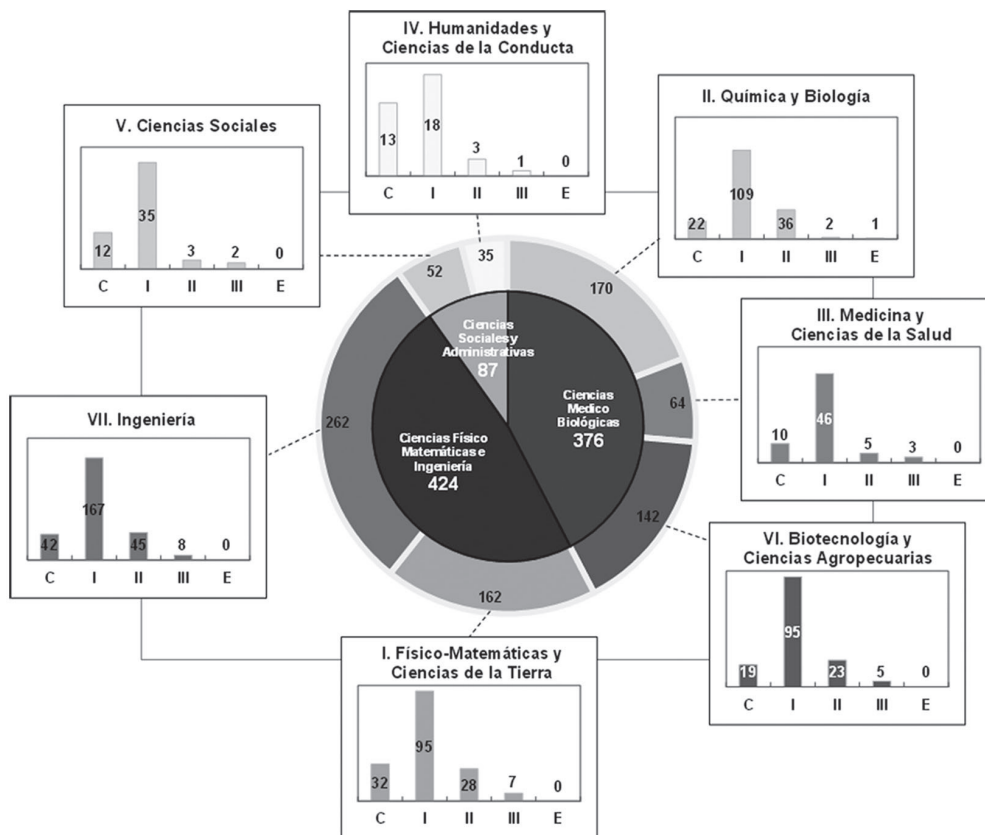 IV. Humanidades y
Ciencias de la Conducta
13
18
3
1
0
C I II III E
V. Ciencias Sociales
12
35
3
2
0
C I II III E
II. Química y Biología
22
109
36
2
1
C I II III E
III. Medicina y
Ciencias de la Salud
10
46
5
3
0
C I II III E
VII. Ingeniería
42
167
45
8
0
C I II III E
VI. Biotecnología y
Ciencias Agropecuarias
19
95
23
5
0
C I II III E
I. Físico-Matemáticas y
Ciencias de la Tierra
32
95
28
7
0
C I II III E
35
52
170
64
142
162
262
Ciencias
Sociales y
Administrativas
87
Ciencias
Medico
Biológicas
376
Ciencias Físico
Matemáticas e
Ingeniería
424